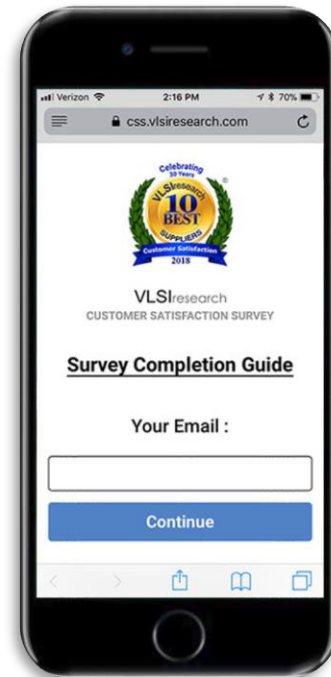 Verizon 2:16 PM 70%
css.vlsiresearch.com
Celebrating
30 Years
VLSIresearch ®
10
BEST
SUPPLIERS
Customer Satisfaction
2018
VLSIresearch
CUSTOMER SATISFACTION SURVEY
Survey Completion Guide
Your Email :
Continue